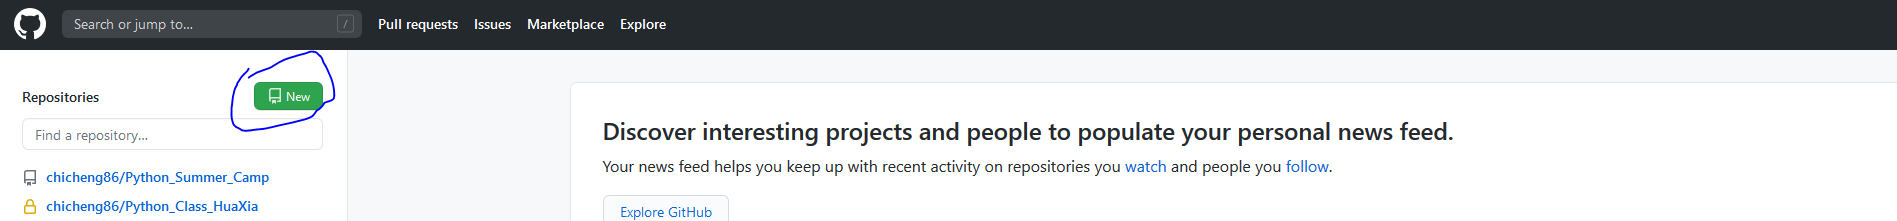 Search or jump to...
/
Pull requests
Issues
Marketplace
Explore
Repositories
New
Find a repository...
chicheng86/Python_Summer_Camp
chicheng86/Python_Class_HuaXia
Discover interesting projects and people to populate your personal news feed.
Your news feed helps you keep up with recent activity on repositories you watch and people you follow.
Explore GitHub